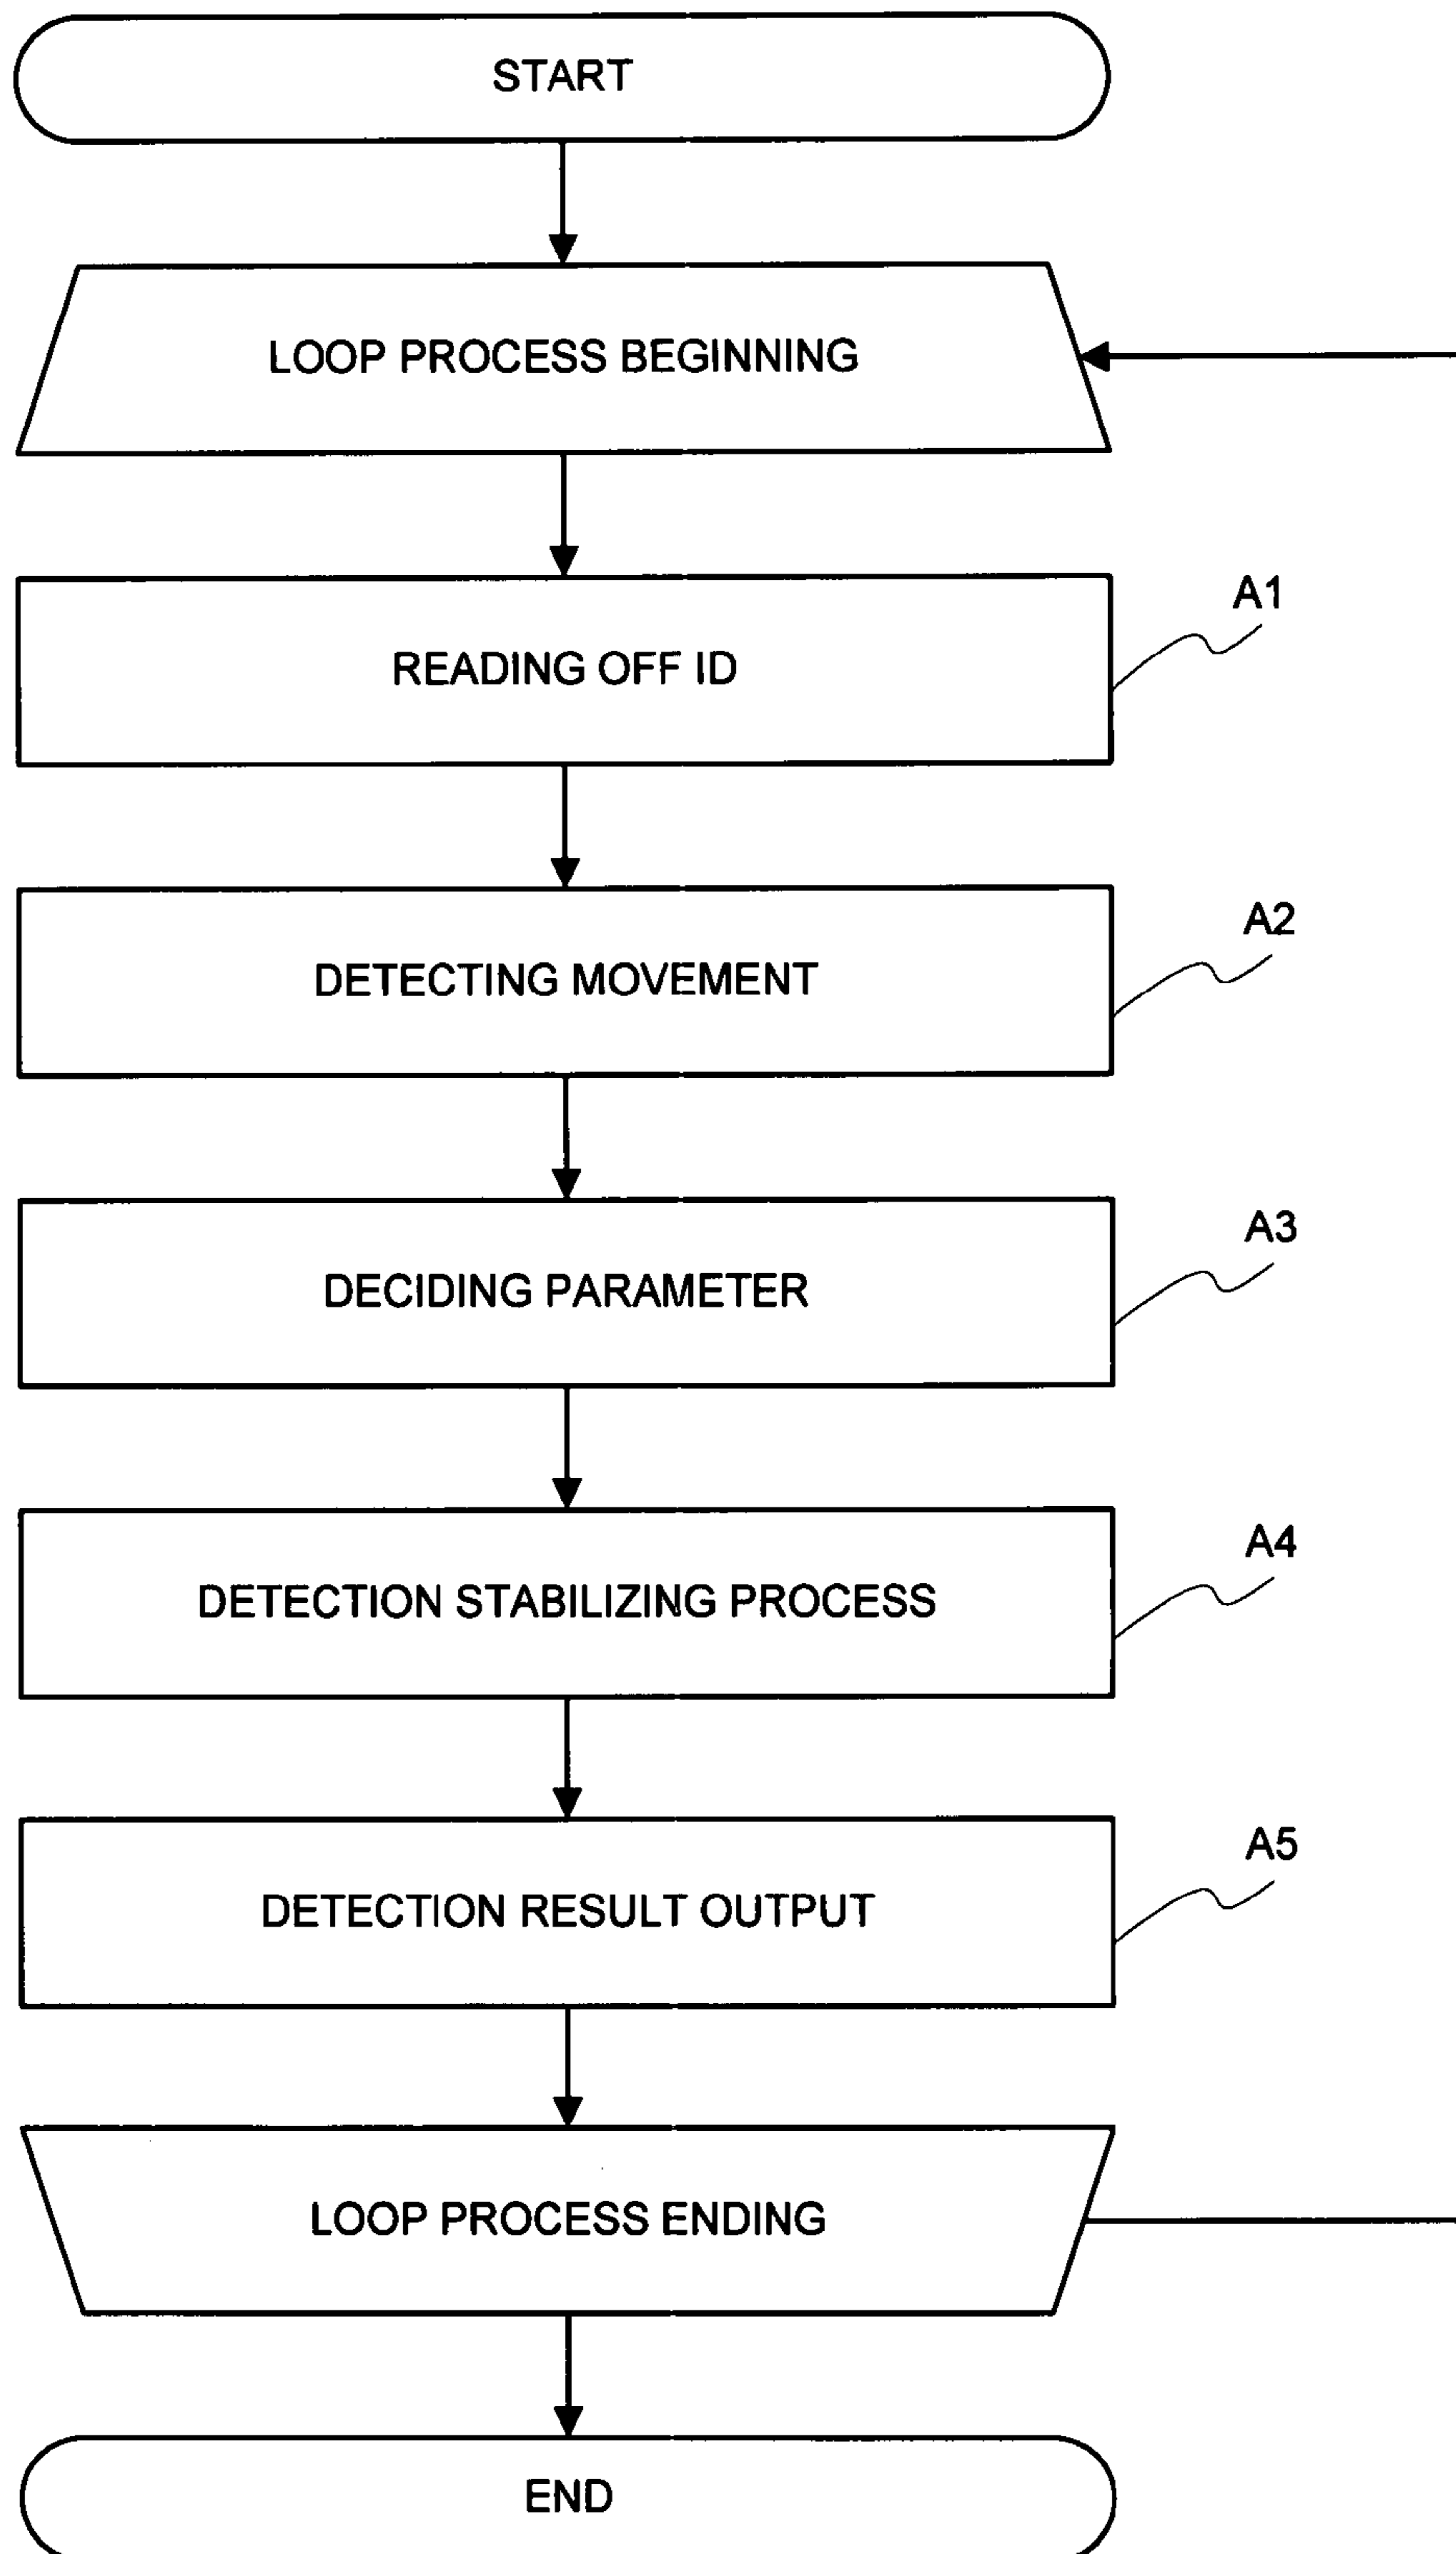 START
LOOP PROCESS BEGINNING
READING OFF ID
A1
DETECTING MOVEMENT
A2
DECIDING PARAMETER
A3
DETECTION STABILIZING PROCESS
A4
DETECTION RESULT OUTPUT
A5
LOOP PROCESS ENDING
END